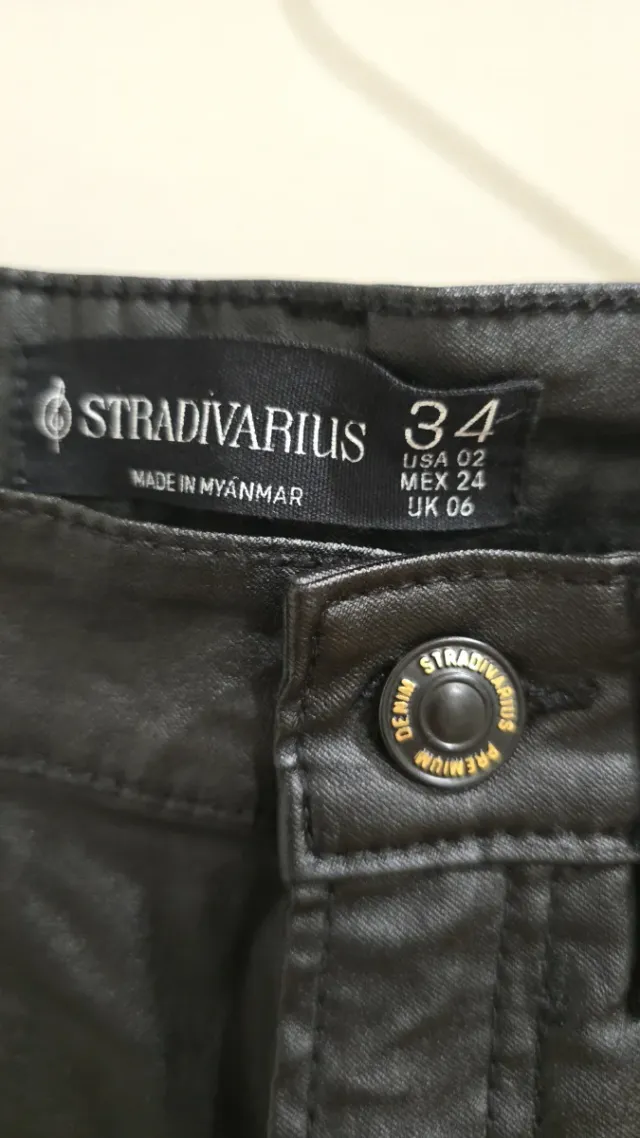 STRADIVARIUS
MADE IN MYANMAR
34
USA 02
MEX 24
UK 06
STRADIVARIUS PREMIUM DENIM